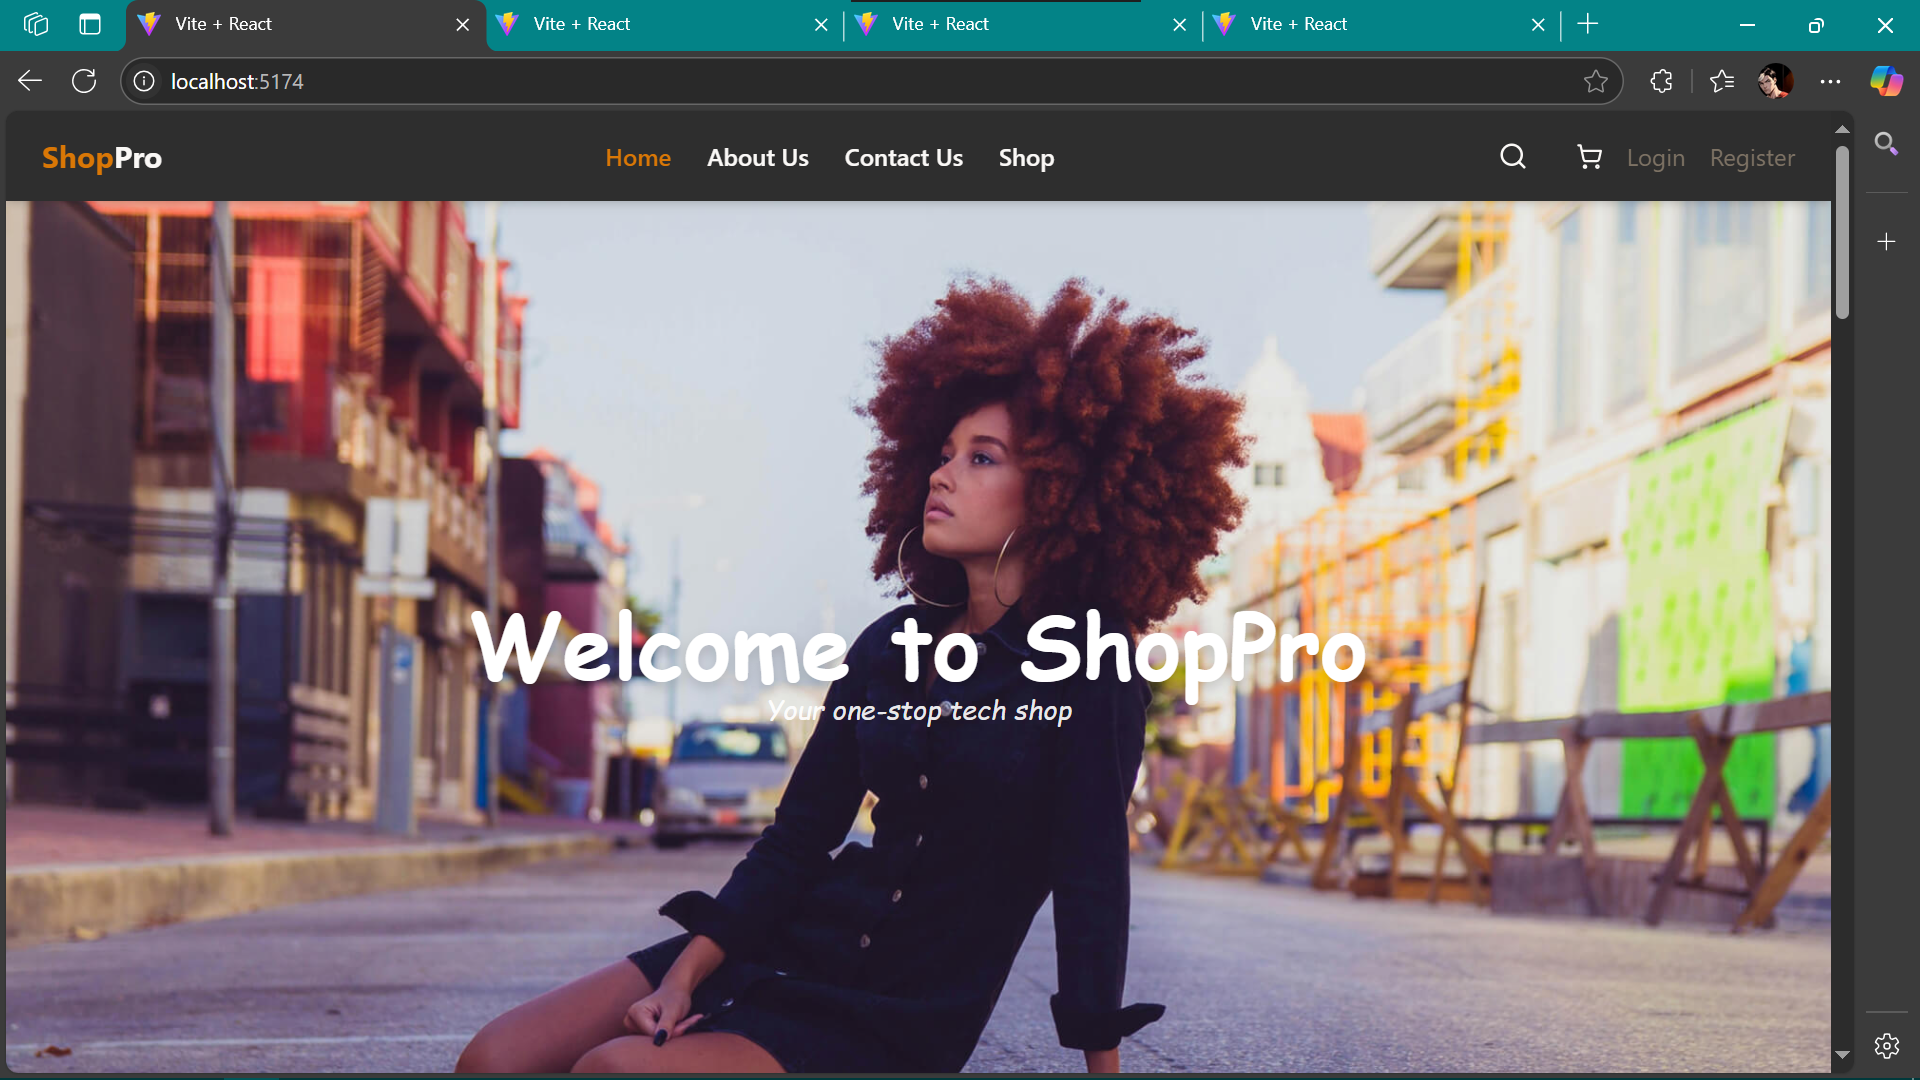 Vite + React
Vite + React
Vite + React
Vite + React
localhost:5174
ShopPro
Home
About Us
Contact Us
Shop
Login
Register
Welcome to ShopPro
Your one-stop tech shop